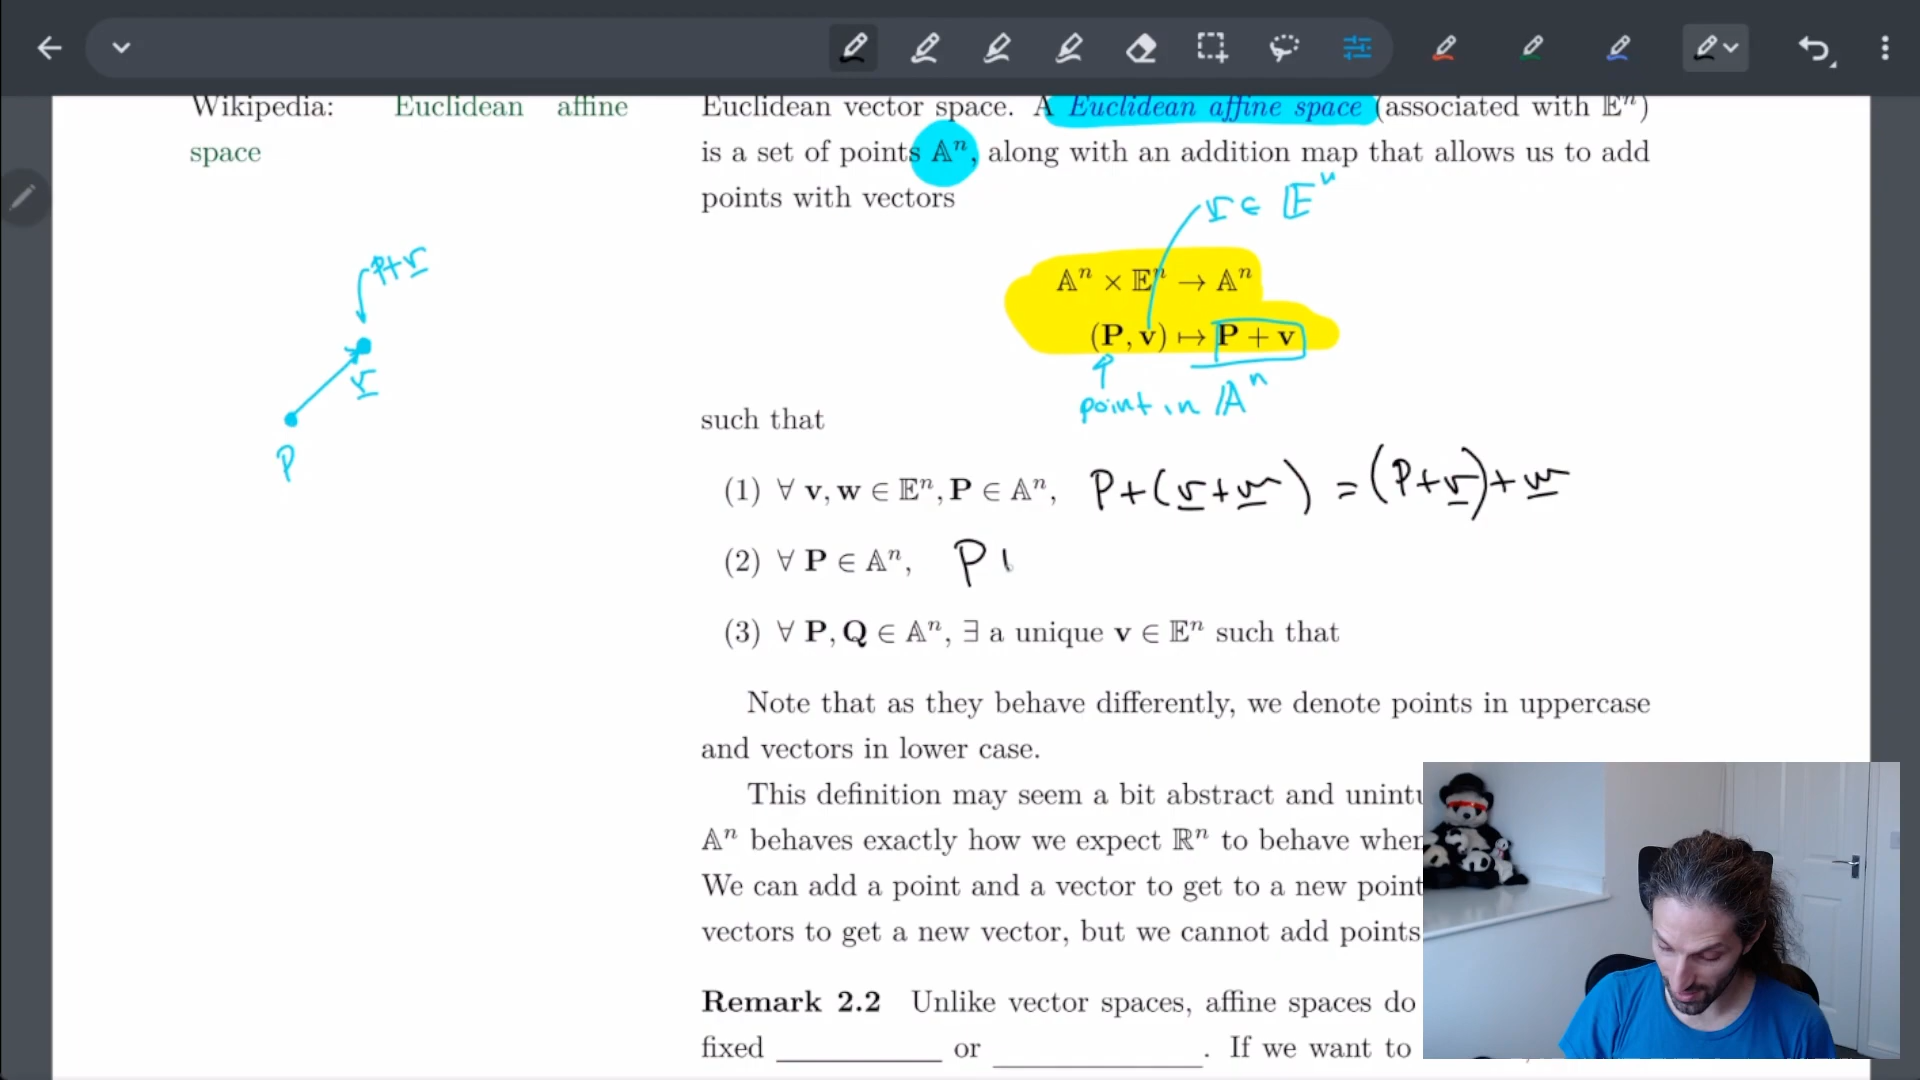 Wikipedia: Euclidean affine
space
Euclidean vector space. A Euclidean affine space (associated with 𝔼ⁿ)
is a set of points 𝔸ⁿ, along with an addition map that allows us to add
points with vectors
v ∈ 𝔼ⁿ
P+v
𝔸ⁿ × 𝔼ⁿ → 𝔸ⁿ
(P, v) ↦ P + v
v
point in 𝔸ⁿ
P
such that
(1) ∀ v, w ∈ 𝔼ⁿ, P ∈ 𝔸ⁿ, P+(v+w) = (P+v)+w
(2) ∀ P ∈ 𝔸ⁿ, P
(3) ∀ P, Q ∈ 𝔸ⁿ, ∃ a unique v ∈ 𝔼ⁿ such that
Note that as they behave differently, we denote points in uppercase
and vectors in lower case.
This definition may seem a bit abstract and
𝔸ⁿ behaves exactly how we expect ℝⁿ to behave
We can add a point and a vector to get to a new point
vectors to get a new vector, but we cannot add points
Remark 2.2 Unlike vector spaces, affine spaces do
fixed ________ or ________. If we want to